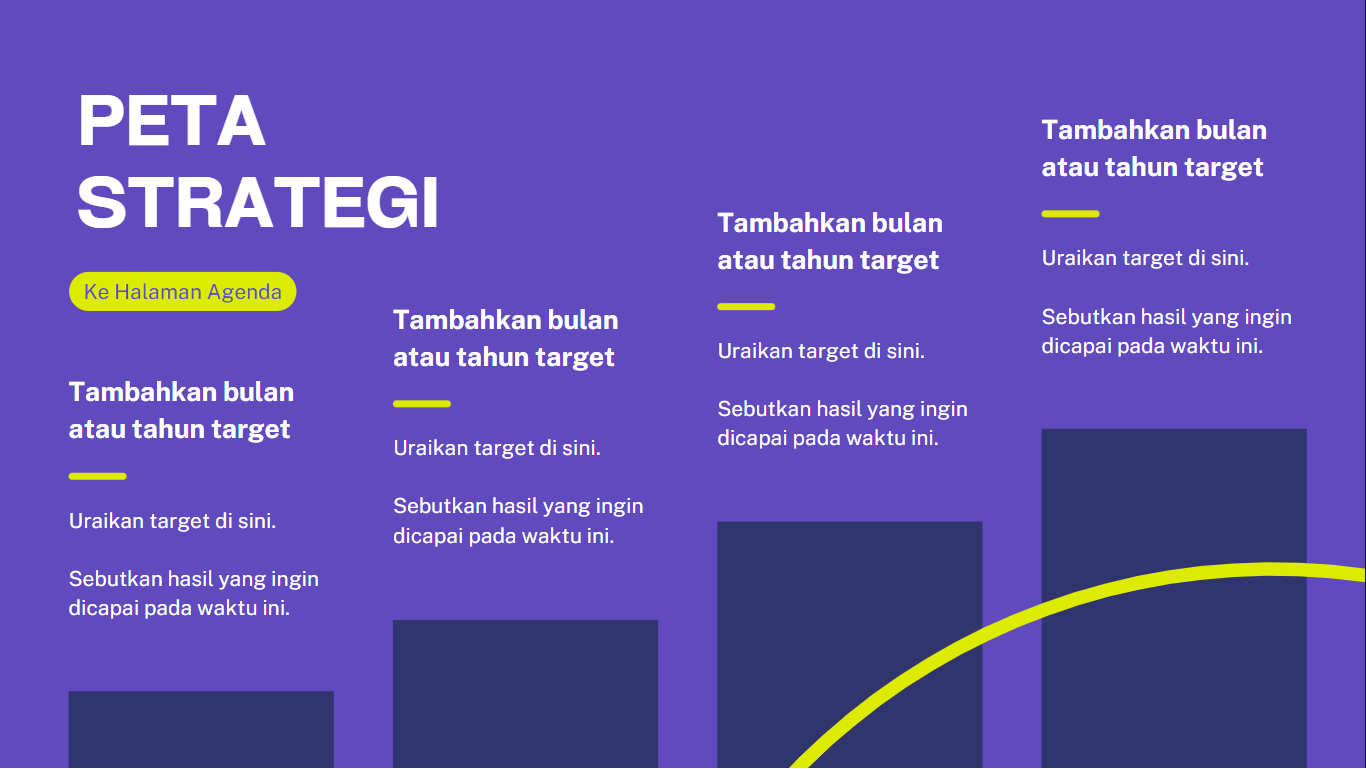 PETA
STRATEGI
Ke Halaman Agenda
Tambahkan bulan
atau tahun target
Uraikan target di sini.
Sebutkan hasil yang ingin
dicapai pada waktu ini.
Tambahkan bulan
atau tahun target
Uraikan target di sini.
Sebutkan hasil yang ingin
dicapai pada waktu ini.
Tambahkan bulan
atau tahun target
Uraikan target di sini.
Sebutkan hasil yang ingin
dicapai pada waktu ini.
Tambahkan bulan
atau tahun target
Uraikan target di sini.
Sebutkan hasil yang ingin
dicapai pada waktu ini.